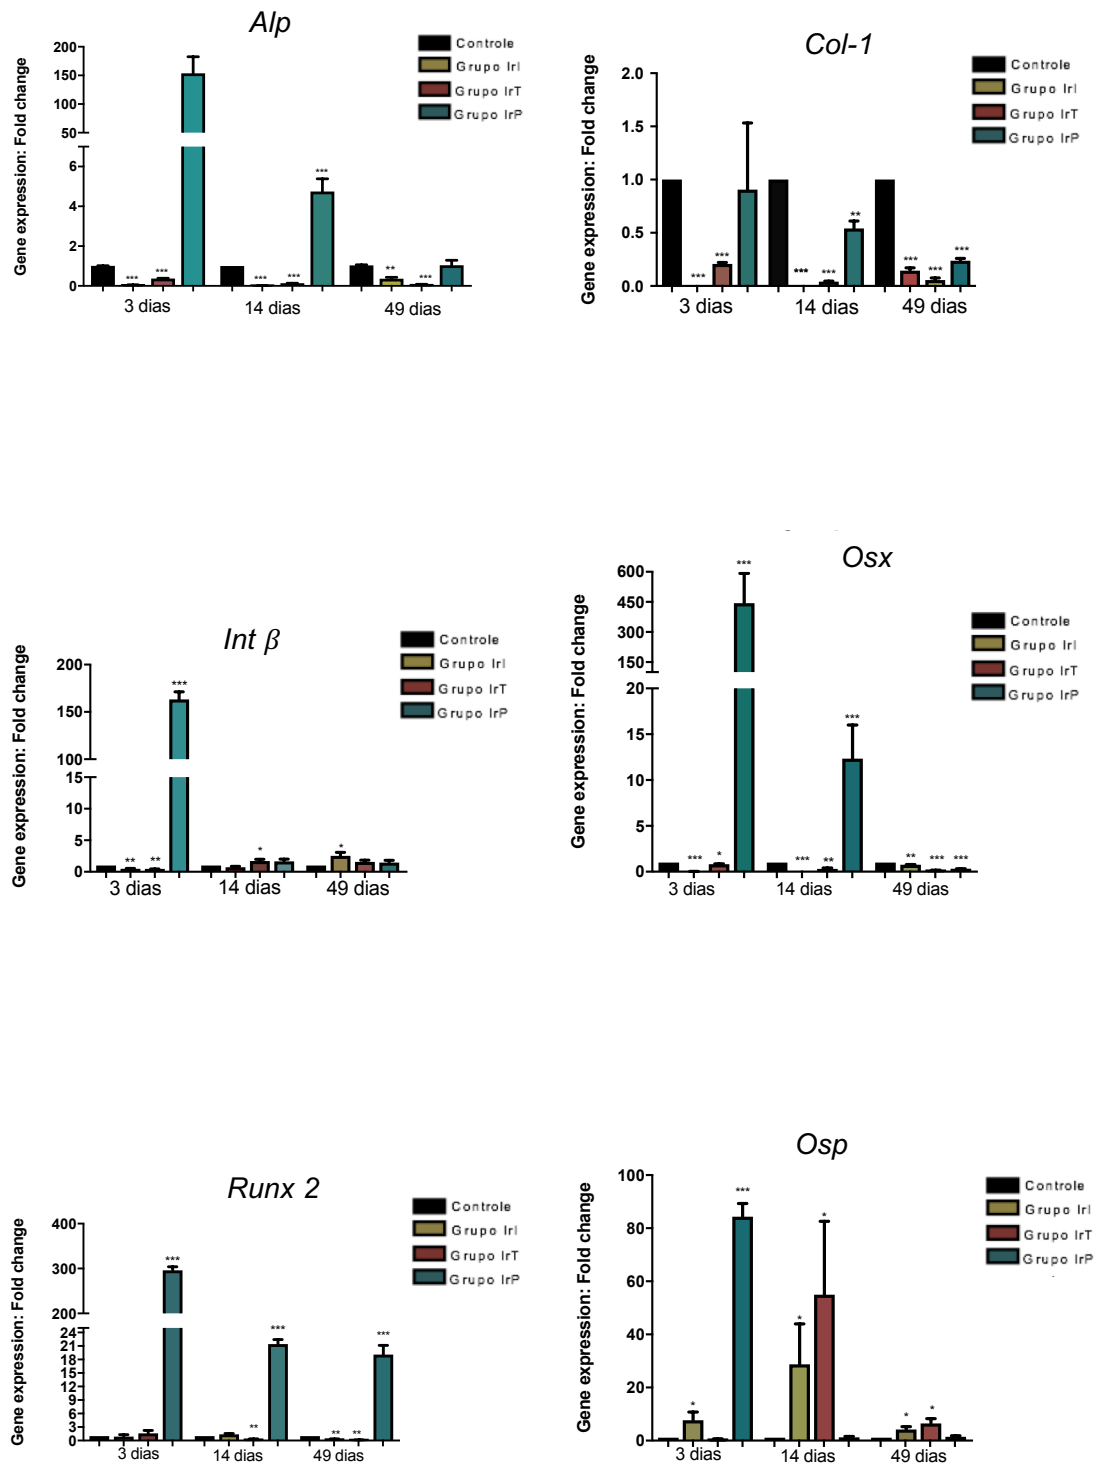 Alp
Gene expression: Fold change
200
150
100
50
6
4
2
0
***
***
***
***
***
**
***
3 dias
14 dias
49 dias
Controle
Grupo IrI
Grupo IrT
Grupo IrP
Col-1
Gene expression: Fold change
2.0
1.5
1.0
0.5
0.0
***
***
***
***
**
***
***
***
3 dias
14 dias
49 dias
Controle
Grupo IrI
Grupo IrT
Grupo IrP
Int β
Gene expression: Fold change
200
150
100
15
10
5
0
**
**
***
*
*
3 dias
14 dias
49 dias
Controle
Grupo IrI
Grupo IrT
Grupo IrP
Osx
Gene expression: Fold change
600
450
300
150
20
15
10
5
0
***
*
***
***
**
***
**
***
***
3 dias
14 dias
49 dias
Controle
Grupo IrI
Grupo IrT
Grupo IrP
Runx 2
Gene expression: Fold change
400
300
200
24
21
18
15
12
9
6
3
0
***
**
***
**
**
***
3 dias
14 dias
49 dias
Controle
Grupo IrI
Grupo IrT
Grupo IrP
Osp
Gene expression: Fold change
100
80
60
40
20
0
*
***
*
*
*
*
3 dias
14 dias
49 dias
Controle
Grupo IrI
Grupo IrT
Grupo IrP